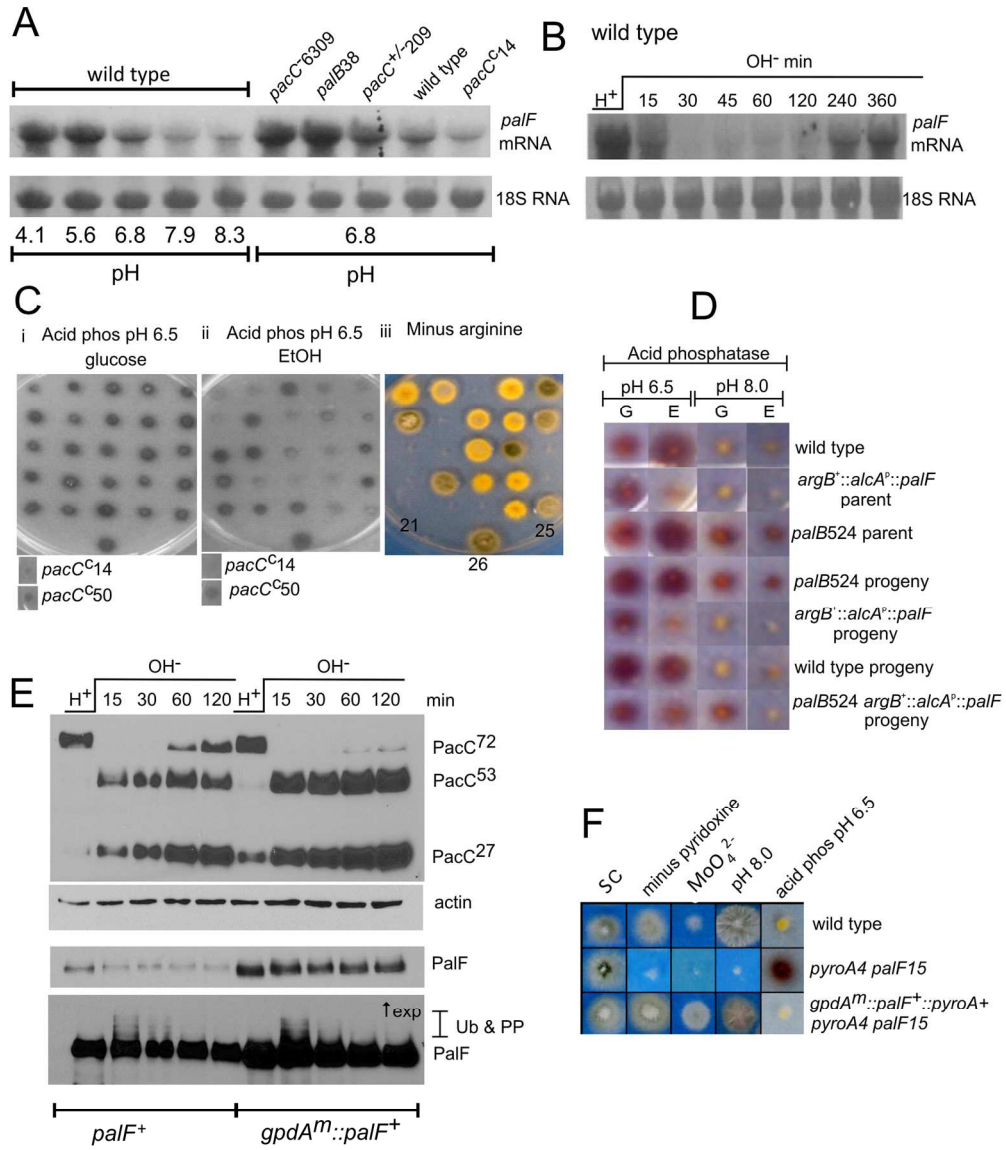 A
wild type
pacC-6309
palB38
pacC+/-209
wild type
pacCc14
palF
mRNA
18S RNA
4.1 5.6 6.8 7.9 8.3 6.8
pH pH
B wild type
OH- min
H+ 15 30 45 60 120 240 360
palF
mRNA
18S RNA
C
i Acid phos pH 6.5
glucose
ii Acid phos pH 6.5
EtOH
iii Minus arginine
21 25
26
pacCc14
pacCc50
pacCc14
pacCc50
D
Acid phosphatase
pH 6.5 pH 8.0
G E G E
wild type
argB+::alcAp::palF
parent
palB524 parent
palB524 progeny
argB+::alcAp::palF
progeny
wild type progeny
palB524 argB+::alcAp::palF
progeny
E
OH- OH-
H+ 15 30 60 120 H+ 15 30 60 120 min
PacC72
PacC53
PacC27
actin
PalF
↑exp
Ub & PP
PalF
palF+ gpdAm::palF+
F
SC
minus pyridoxine
MoO4 2-
pH 8.0
acid phos pH 6.5
wild type
pyroA4 palF15
gpdAm::palF+::pyroA+
pyroA4 palF15